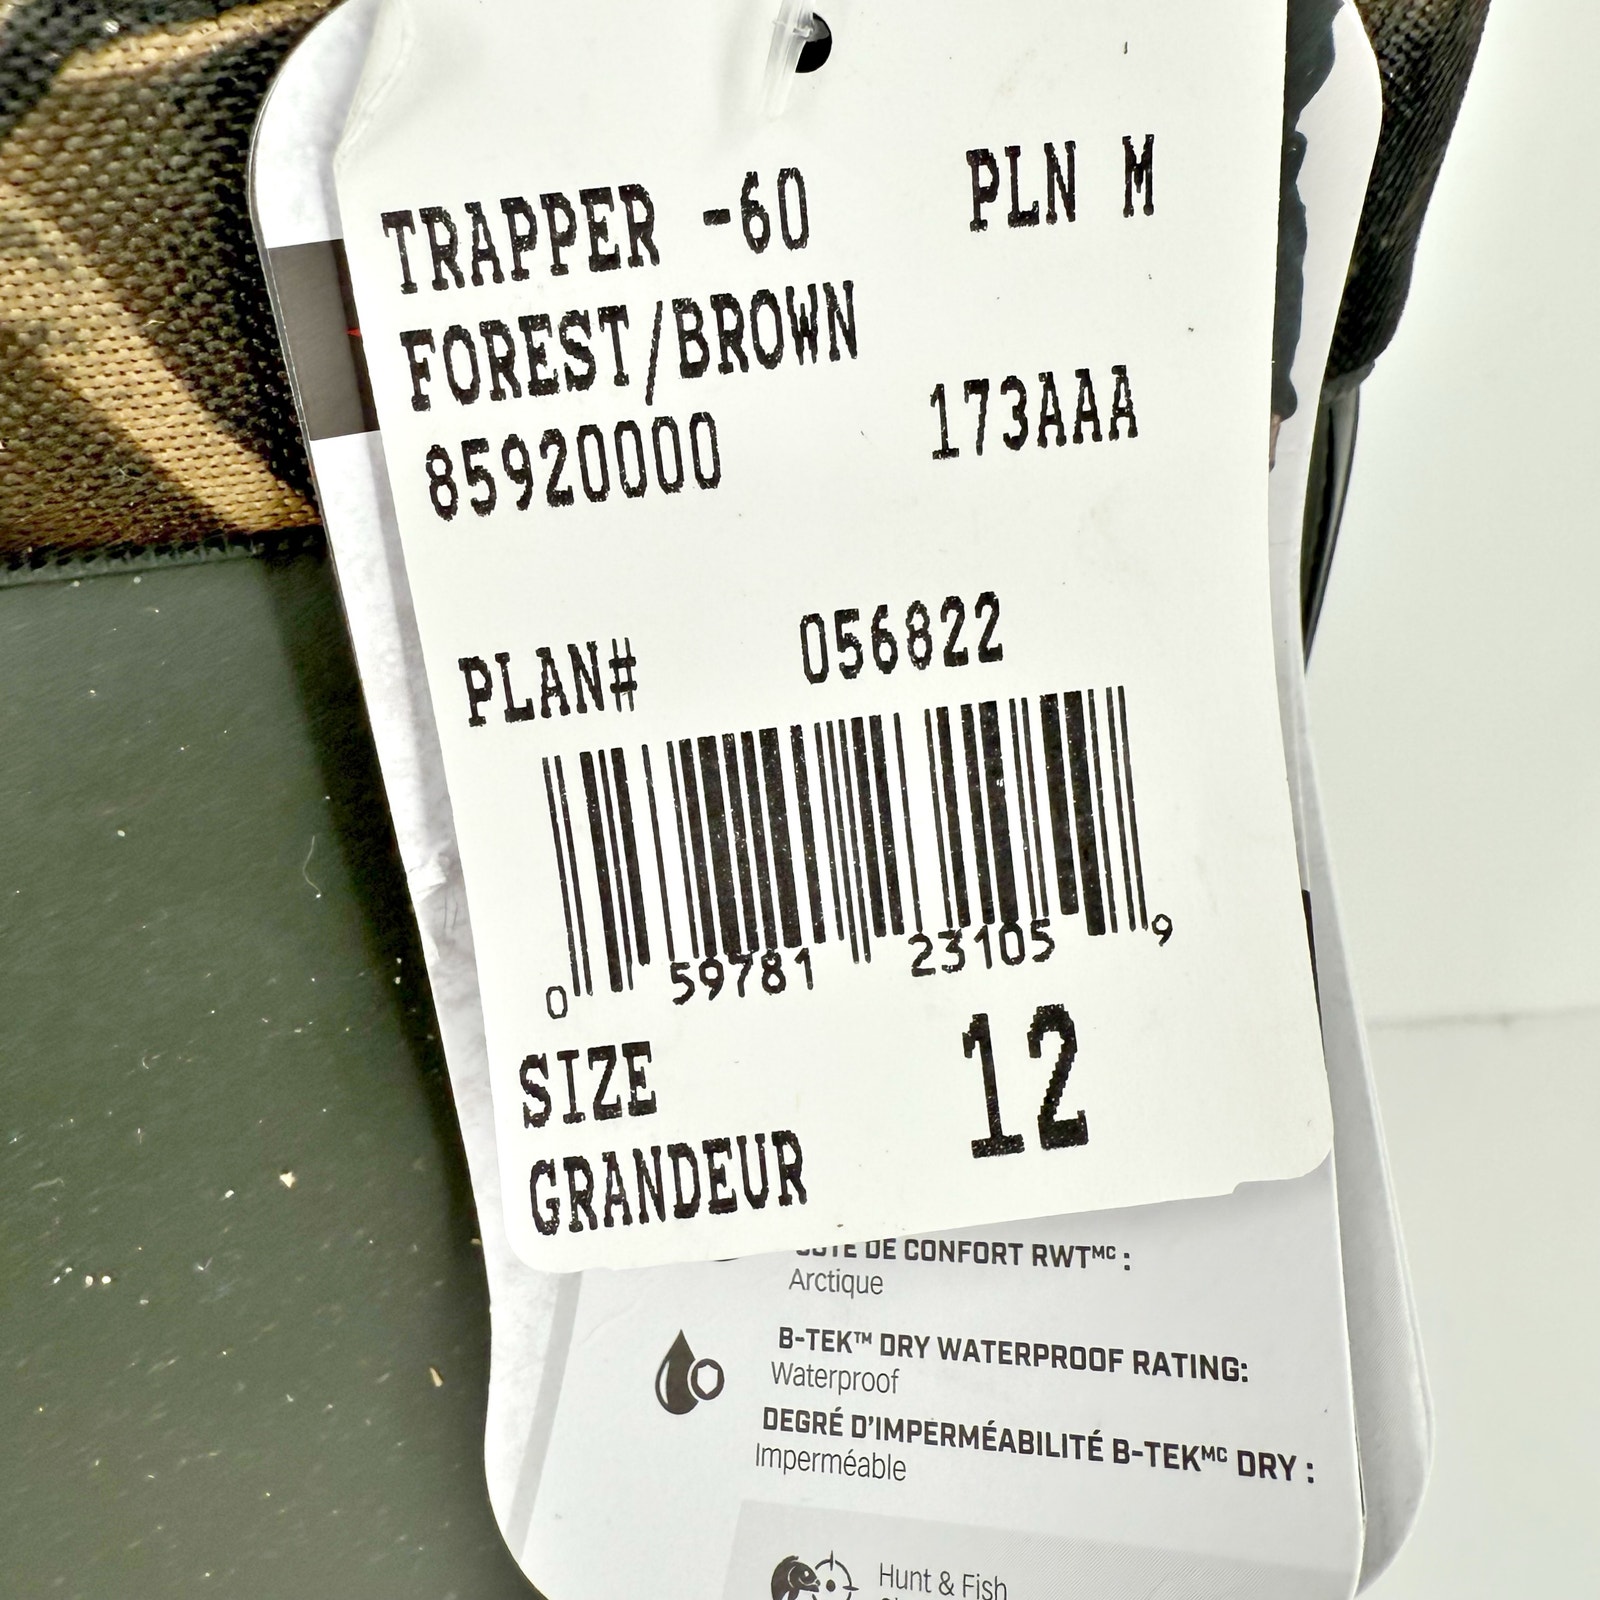 TRAPPER -60 PLN M
FOREST/BROWN
85920000 173AAA
PLAN# 056822
0 59781 23105 9
SIZE 12
GRANDEUR
DE CONFORT RWTMC :
Arctique
B-TEK™ DRY WATERPROOF RATING:
Waterproof
DEGRÉ D'IMPERMÉABILITÉ B-TEKMC DRY :
Imperméable
Hunt & Fish